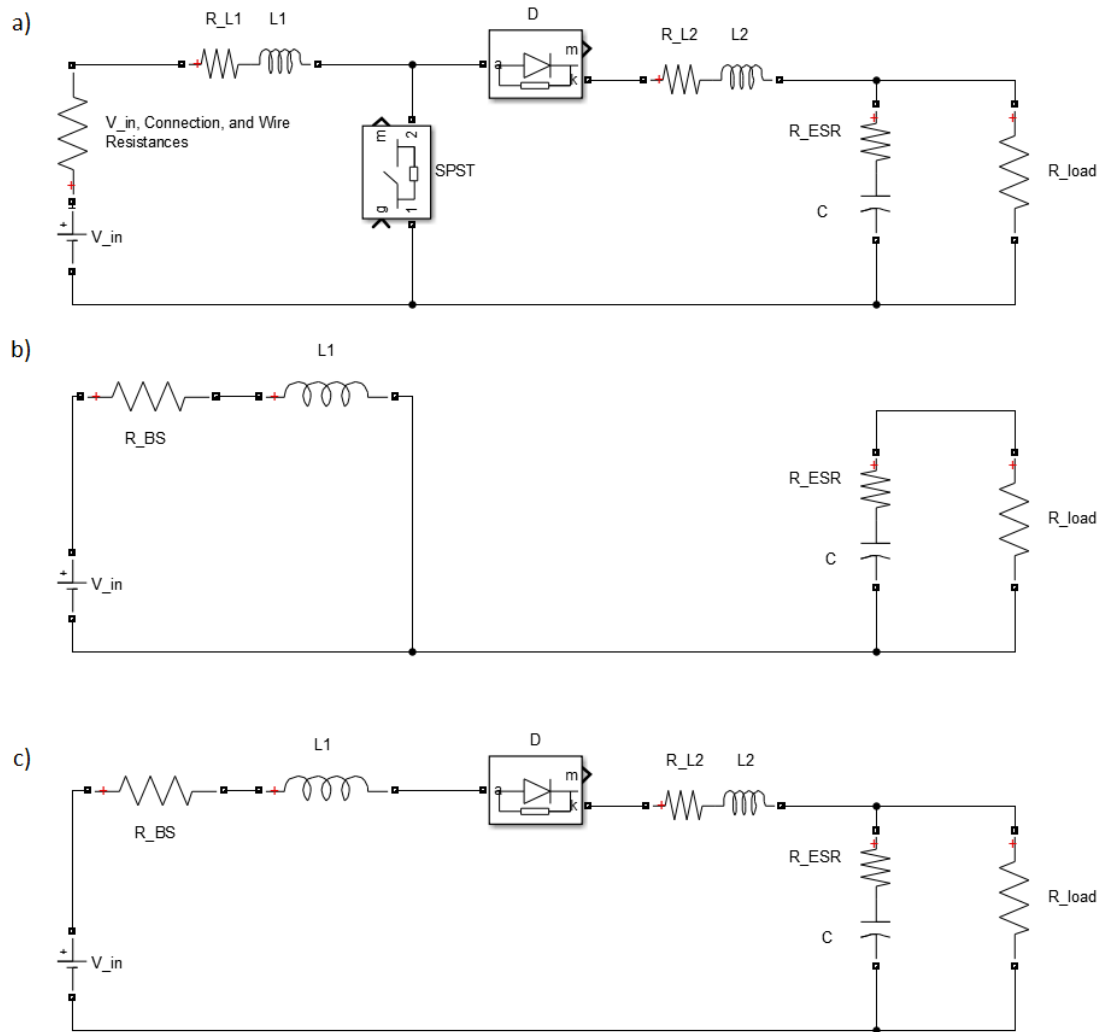 a)
R_L1
L1
D
m
a
k
R_L2
L2
V_in, Connection, and Wire
Resistances
m
2
g
1
SPST
R_ESR
C
R_load
+
V_in
b)
L1
R_BS
R_ESR
C
R_load
+
V_in
c)
L1
D
m
a
k
R_L2
L2
R_BS
R_ESR
C
R_load
+
V_in